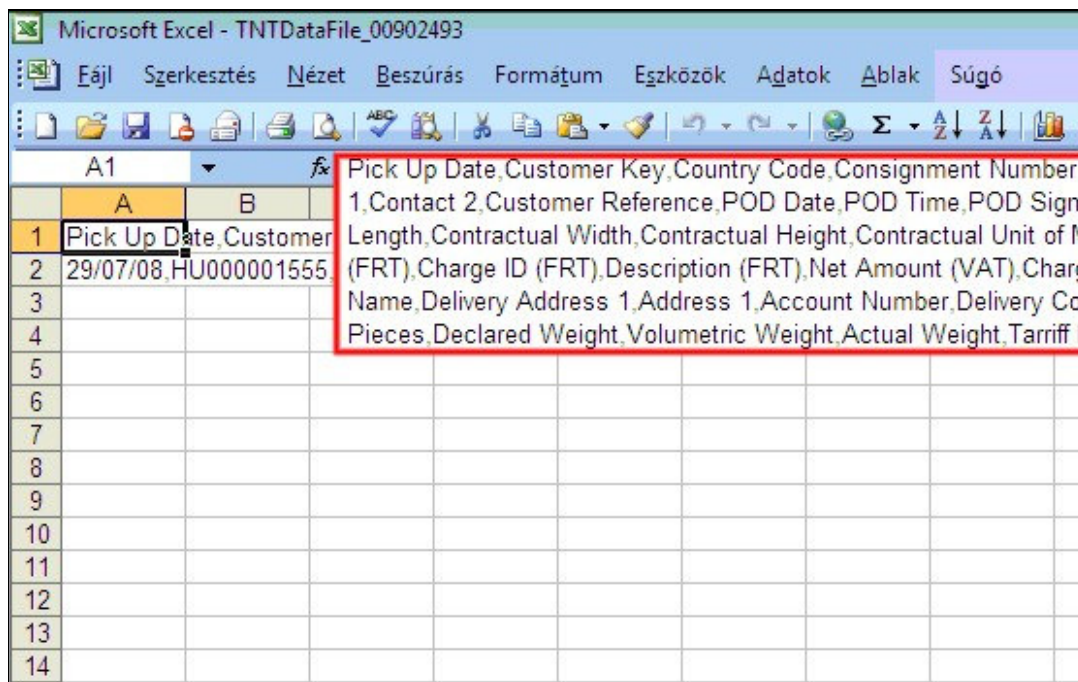 Microsoft Excel - TNTDataFile_00902493
Fájl Szerkesztés Nézet Beszúrás Formátum Eszközök Adatok Ablak Súgó
ABC Σ A Z Z A
A1 fx Pick Up Date,Customer Key,Country Code,Consignment Number
1,Contact 2,Customer Reference,POD Date,POD Time,POD Sign
Length,Contractual Width,Contractual Height,Contractual Unit of
(FRT),Charge ID (FRT),Description (FRT),Net Amount (VAT),Charg
Name,Delivery Address 1,Address 1,Account Number,Delivery Co
Pieces,Declared Weight,Volumetric Weight,Actual Weight,Tarriff
A B
1 Pick Up Date,Customer
2 29/07/08,HU000001555,
3
4
5
6
7
8
9
10
11
12
13
14